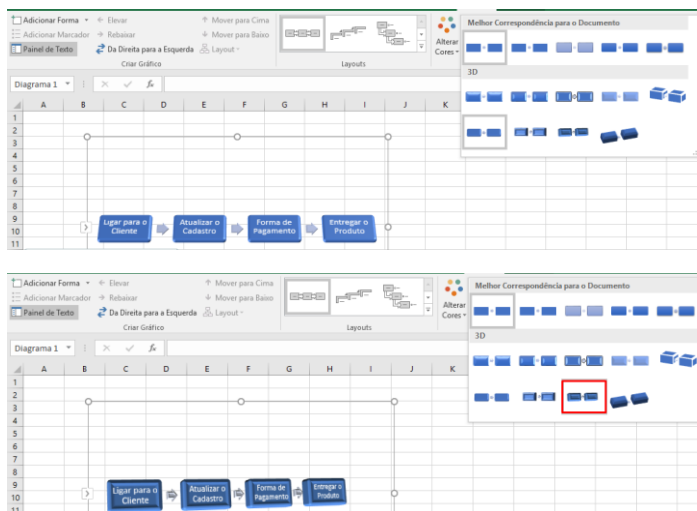 Adicionar Forma Elevar Mover para Cima
Adicionar Marcador Rebaixar Mover para Baixo
Painel de Texto Da Direita para a Esquerda Layout
Criar Gráfico Layouts
Alterar
Cores
Melhor Correspondência para o Documento
3D
Diagrama 1 fx
A B C D E F G H I J K
1
2
3
4
5
6
7
8
9
10
11
Ligar para o
Cliente
Atualizar o
Cadastro
Forma de
Pagamento
Entregar o
Produto
Adicionar Forma Elevar Mover para Cima
Adicionar Marcador Rebaixar Mover para Baixo
Painel de Texto Da Direita para a Esquerda Layout
Criar Gráfico Layouts
Alterar
Cores
Melhor Correspondência para o Documento
3D
Diagrama 1 fx
A B C D E F G H I J K
1
2
3
4
5
6
7
8
9
10
11
Ligar para o
Cliente
Atualizar o
Cadastro
Forma de
Pagamento
Entregar o
Produto